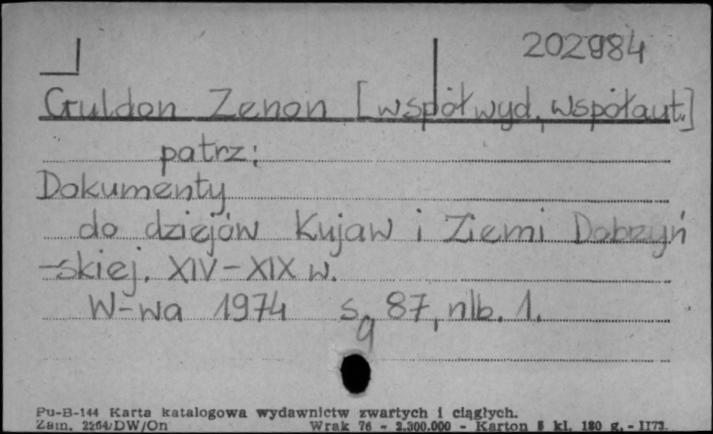 202984
Guldon Zenon [współwyd., współaut.]
patrz:
Dokumenty
do dziejów Kujaw i Ziemi Dobrzyń
-skiej. XIV-XIX w.
W-wa 1974 s. 87, nlb. 1.
9
Pu-B-144 Karta katalogowa wydawnictw zwartych i ciągłych.
Zam. 2264/DW/On Wrak 76 - 2.300.000 - Karton kl. 180 g. - II73.